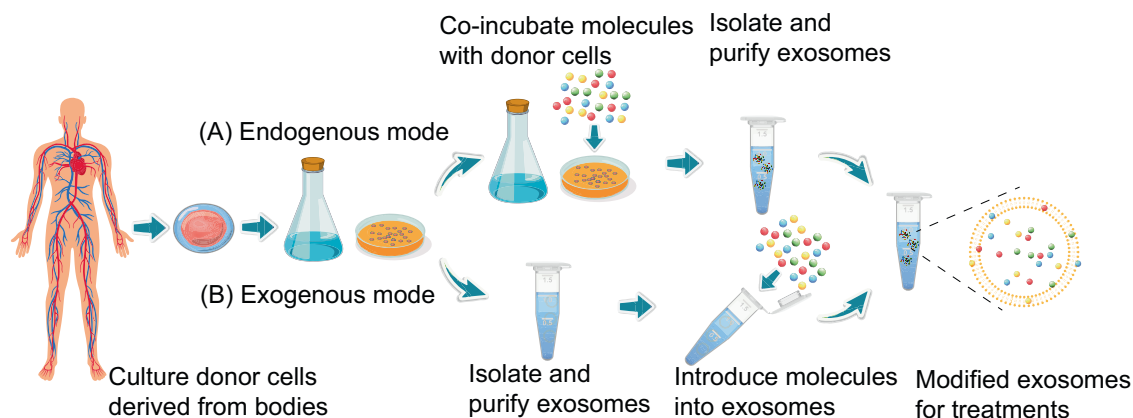 Co-incubate molecules
with donor cells
Isolate and
purify exosomes
(A) Endogenous mode
(B) Exogenous mode
Culture donor cells
derived from bodies
Isolate and
purify exosomes
Introduce molecules
into exosomes
Modified exosomes
for treatments